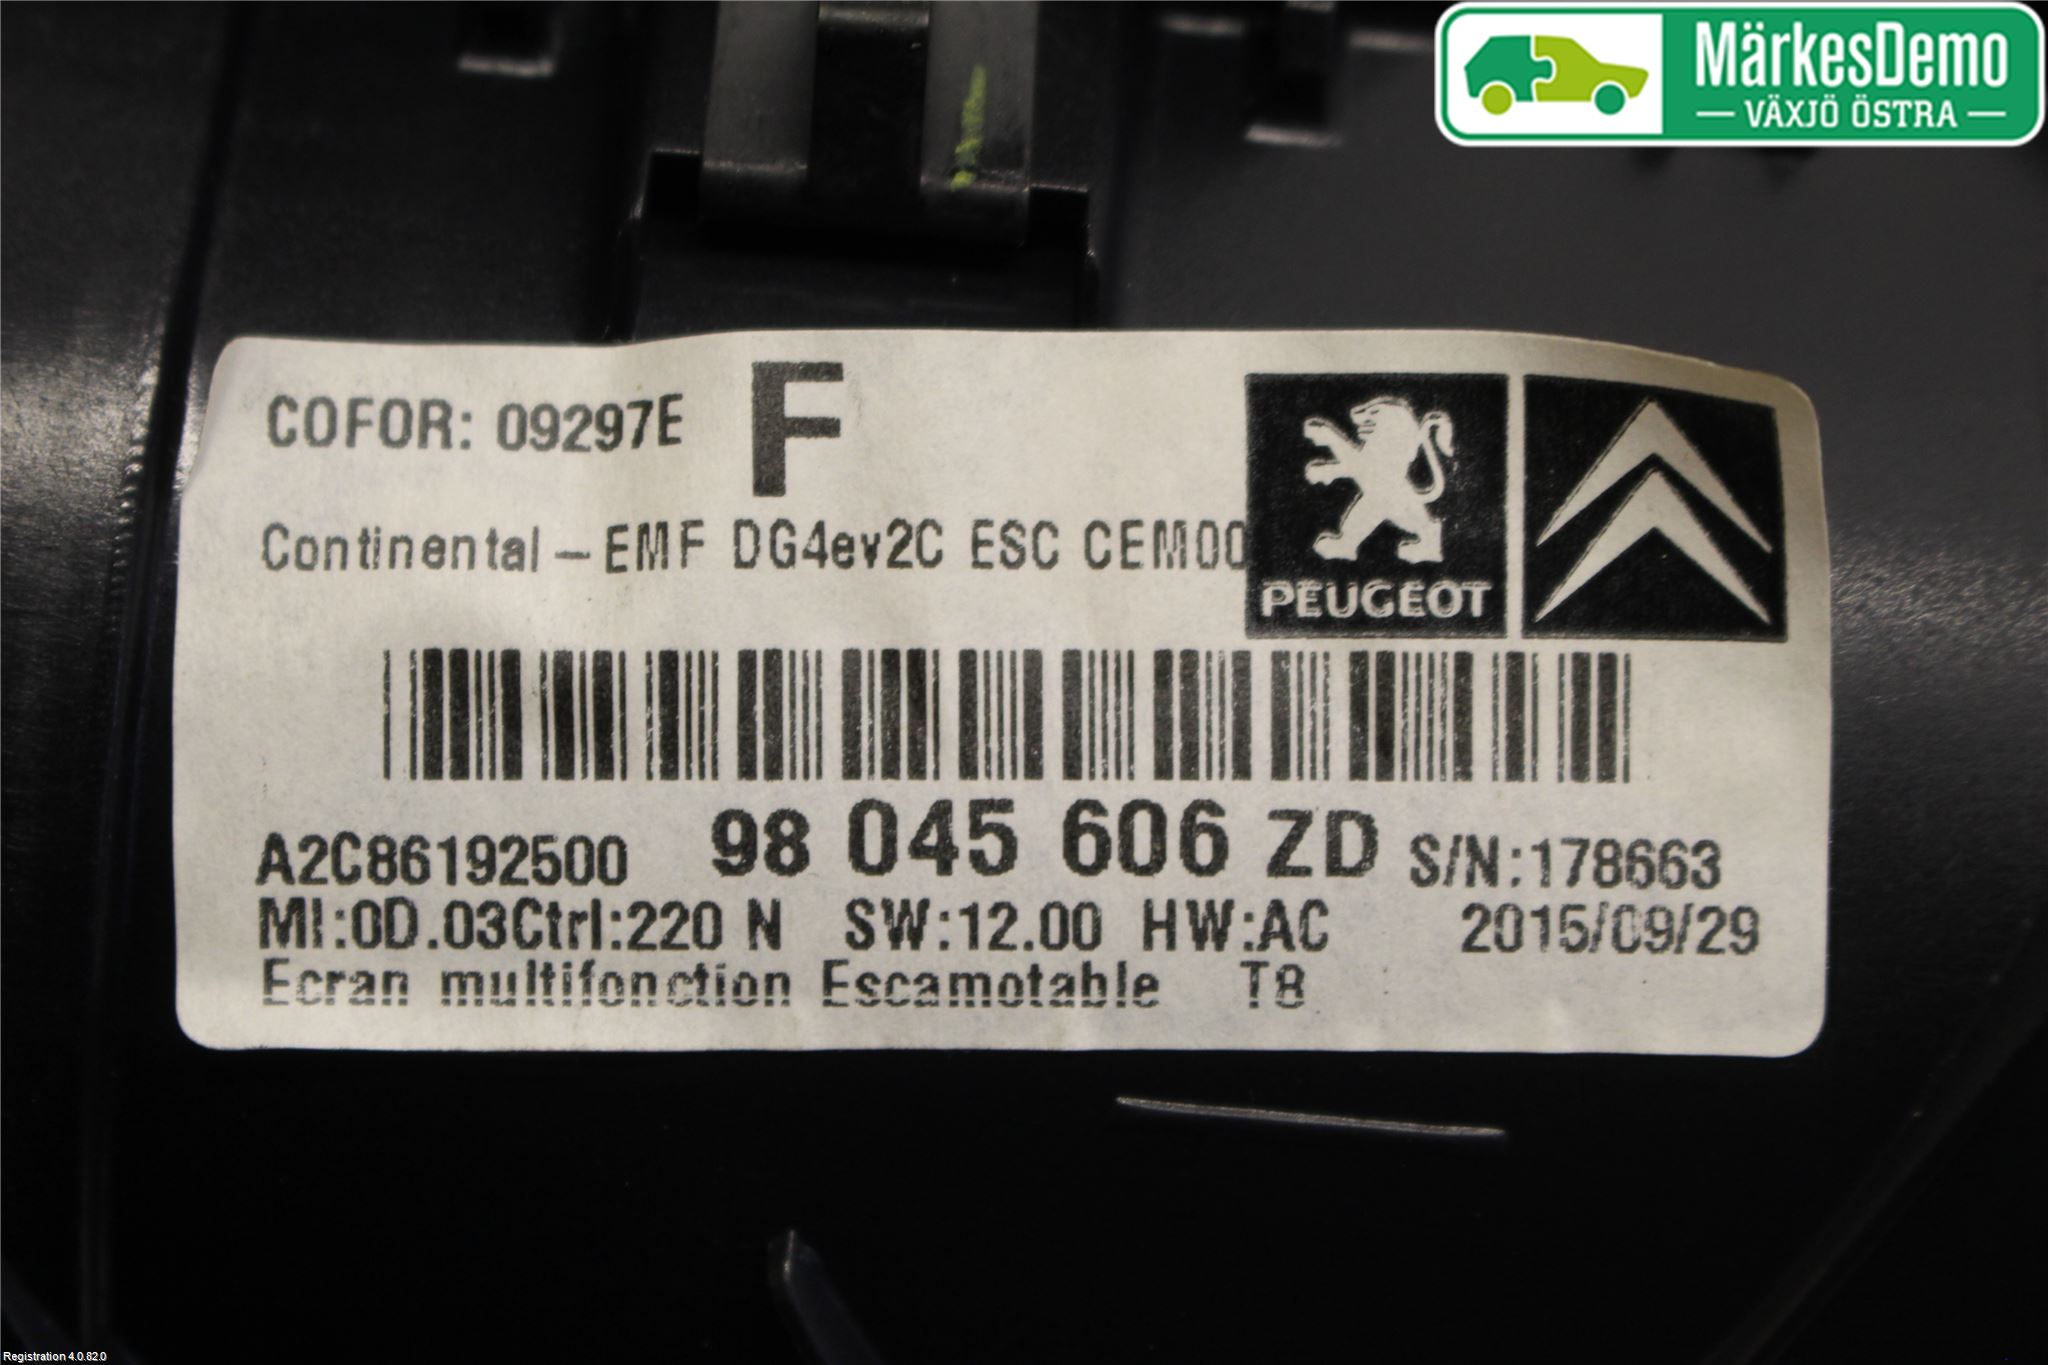 MärkesDemo
VÄXJÖ ÖSTRA
COFOR: 09297E F
Continental - EMF DG4ev2C ESC CEM00
PEUGEOT
A2C86192500 98 045 606 ZD S/N:178663
MI:0D.03Ctrl:220 N SW:12.00 HW:AC 2015/09/29
Ecran multifonction Escamotable T8
Registration 4.0.82.0